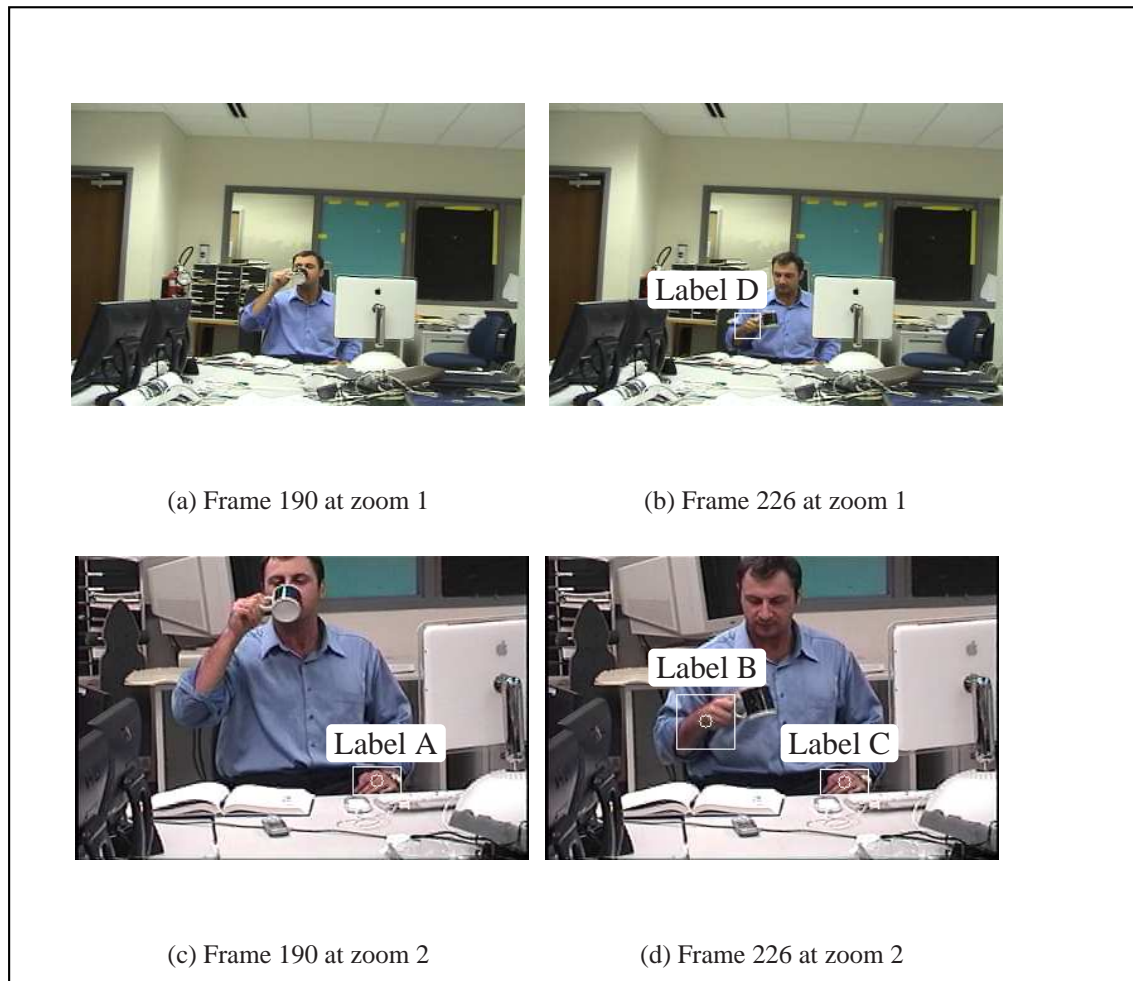 Label D
(a) Frame 190 at zoom 1
(b) Frame 226 at zoom 1
Label A
Label B
Label C
(c) Frame 190 at zoom 2
(d) Frame 226 at zoom 2